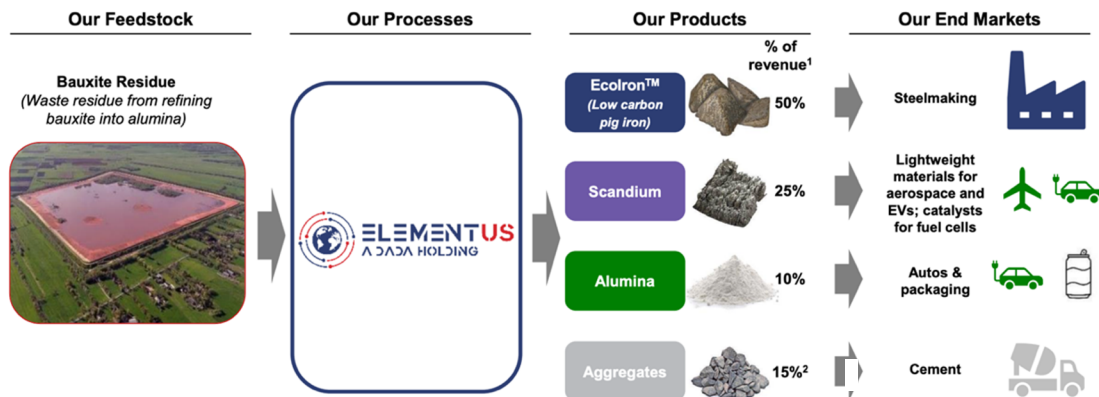 Our Feedstock
Our Processes
Our Products
Our End Markets
Bauxite Residue
(Waste residue from refining
bauxite into alumina)
ELEMENTUS
A DADA HOLDING
% of
revenue1
EcoIron™
(Low carbon
pig iron)
50%
Steelmaking
Scandium
25%
Lightweight
materials for
aerospace and
EVs; catalysts
for fuel cells
Alumina
10%
Autos &
packaging
Aggregates
15%2
Cement